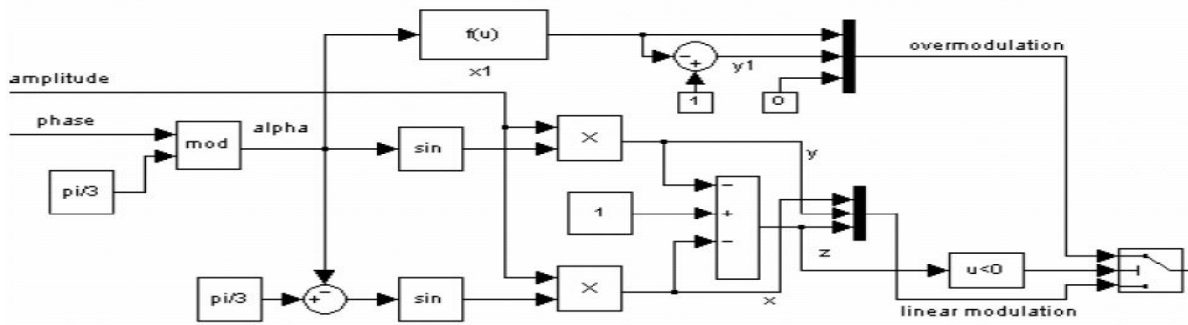 f(u)
x1
overmodulation
amplitude
y1
1
0
phase
alpha
mod
sin
X
pi/3
y
1
−
+
−
z
u<0
pi/3
+
−
sin
X
x
linear modulation
−
+